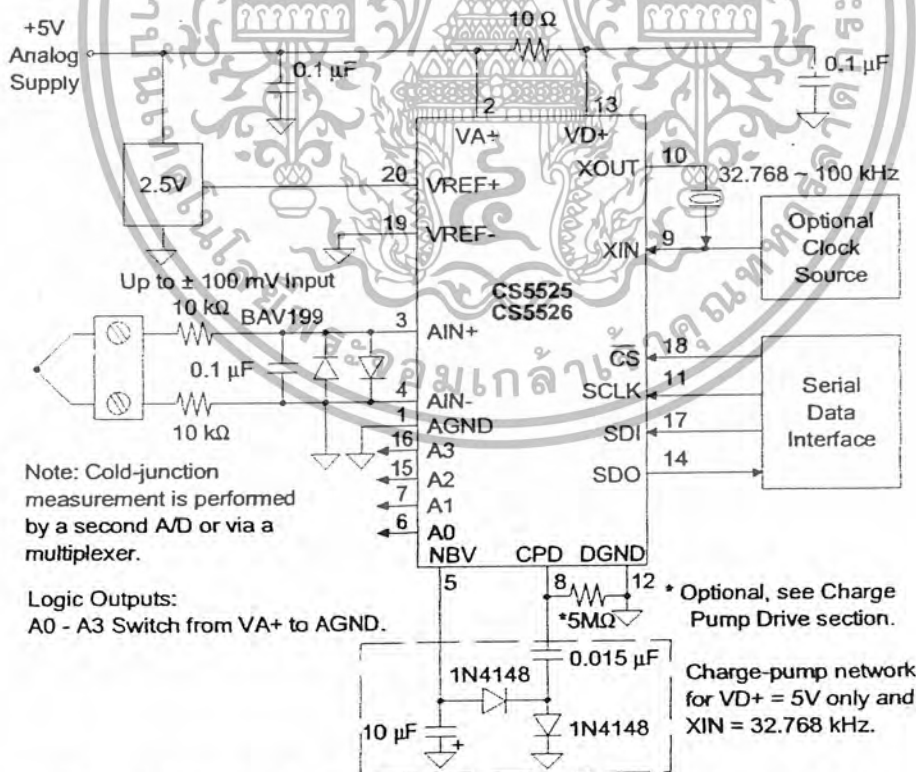 10 Ω
+5V
Analog
Supply
0.1 μF
0.1 μF
2
13
VA+
VD+
2.5V
20
VREF+
19
VREF-
XOUT
10
32.768 ~ 100 kHz
XIN
9
Optional
Clock
Source
Up to ± 100 mV Input
10 kΩ
BAV199
3
AIN+
CS5525
CS5526
0.1 μF
4
AIN-
10 kΩ
1
AGND
16
A3
15
A2
7
A1
6
A0
CS
18
SCLK
11
SDI
17
SDO
14
Serial
Data
Interface
Note: Cold-junction
measurement is performed
by a second A/D or via a
multiplexer.
Logic Outputs:
A0 - A3 Switch from VA+ to AGND.
NBV
CPD
DGND
5
8
12
*5MΩ
* Optional, see Charge
Pump Drive section.
0.015 μF
1N4148
1N4148
10 μF
+
Charge-pump network
for VD+ = 5V only and
XIN = 32.768 kHz.